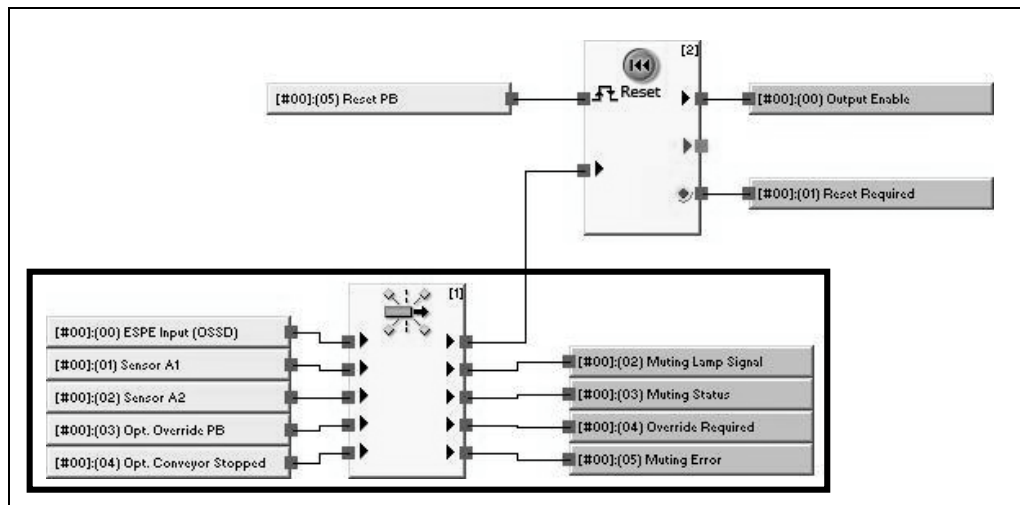 [2]
Reset
[#00]:(05) Reset PB
[#00]:(00) Output Enable
[#00]:(01) Reset Required
[1]
[#00]:(00) ESPE Input (OSSD)
[#00]:(01) Sensor A1
[#00]:(02) Sensor A2
[#00]:(03) Opt. Override PB
[#00]:(04) Opt. Conveyor Stopped
[#00]:(02) Muting Lamp Signal
[#00]:(03) Muting Status
[#00]:(04) Override Required
[#00]:(05) Muting Error